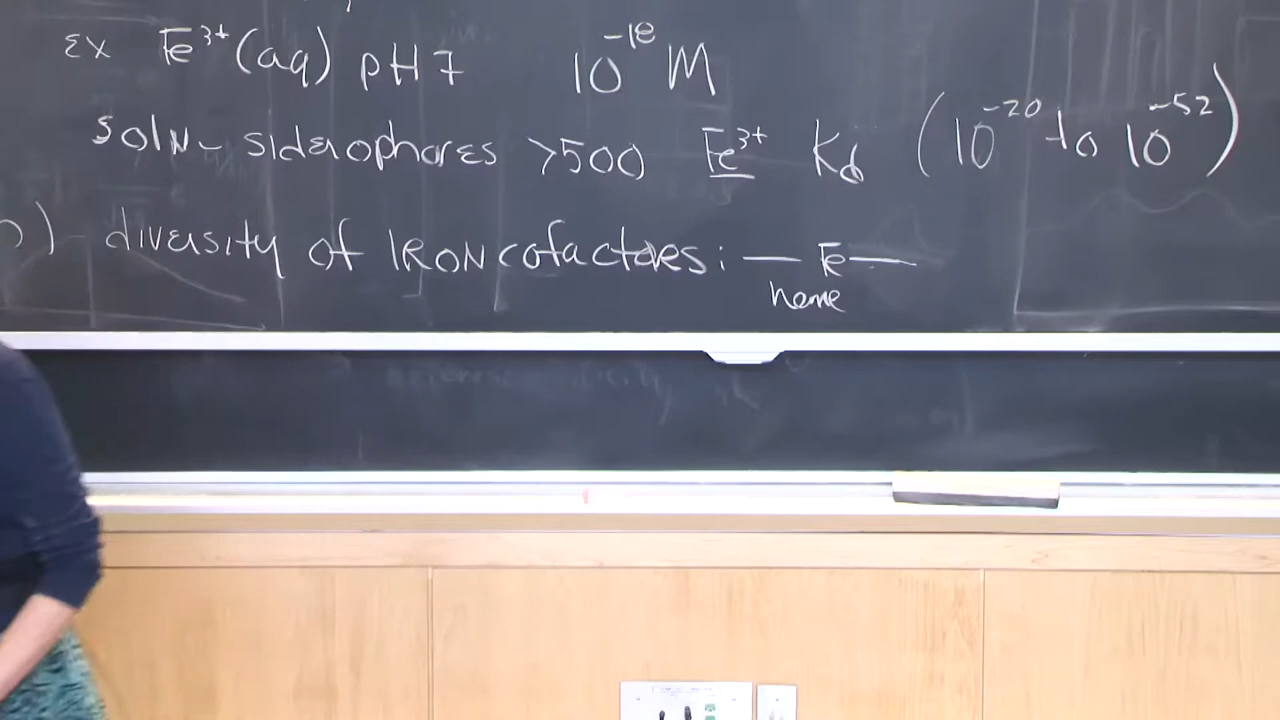 Ex Fe³⁺(aq) pH 7 10⁻¹⁸ M
Soln - siderophores >500 Fe³⁺ Kd (10⁻²⁰ to 10⁻⁵²)
) - diversity of IRON cofactors: — Fe —
heme